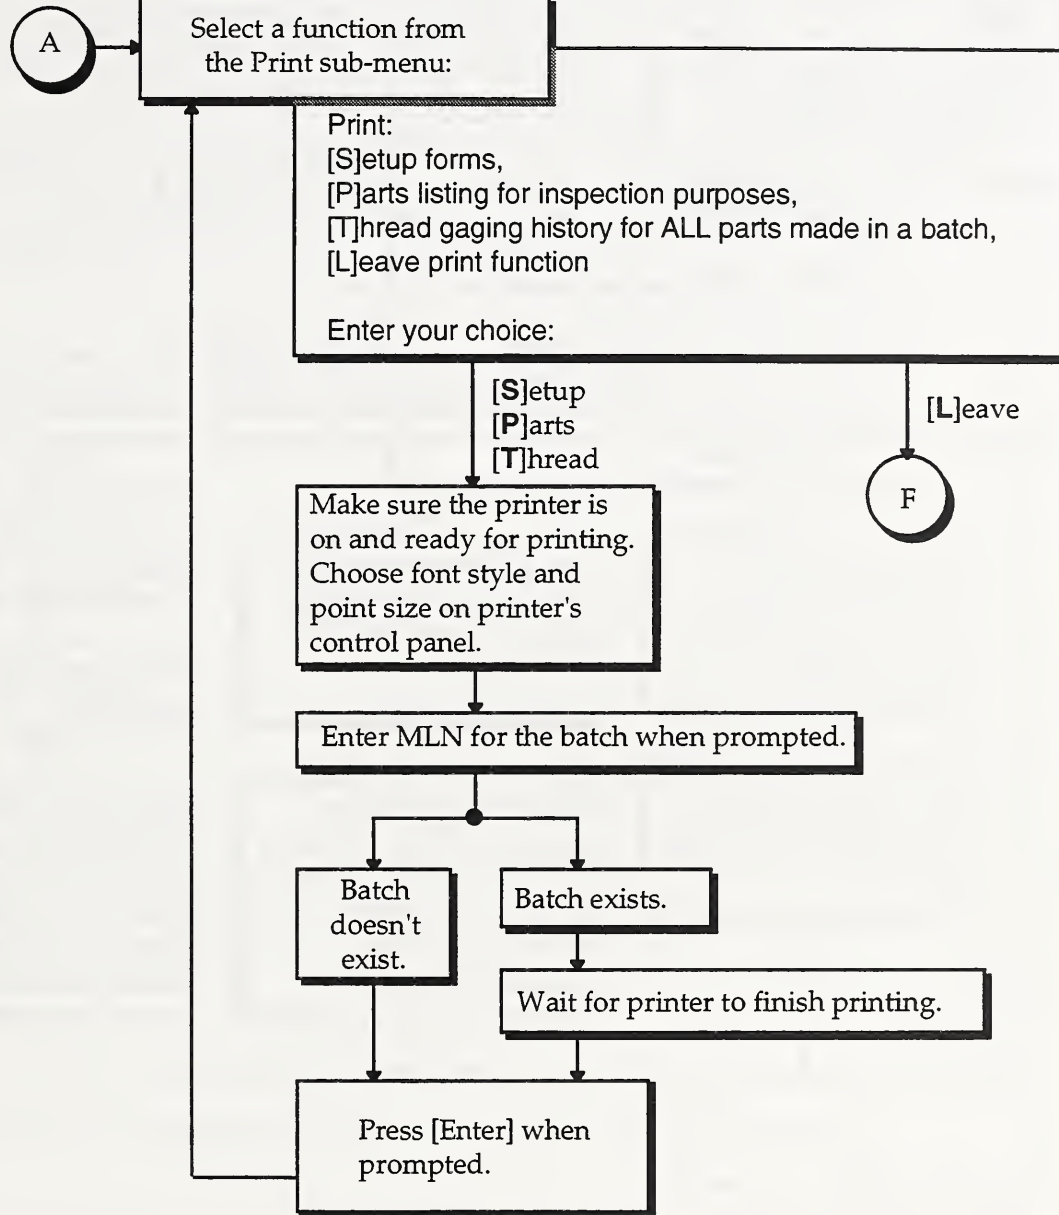 A
Select a function from
the Print sub-menu:
Print:
[S]etup forms,
[P]arts listing for inspection purposes,
[T]hread gaging history for ALL parts made in a batch,
[L]eave print function
Enter your choice:
[S]etup
[P]arts
[T]hread
[L]eave
F
Make sure the printer is
on and ready for printing.
Choose font style and
point size on printer's
control panel.
Enter MLN for the batch when prompted.
Batch
doesn't
exist.
Batch exists.
Wait for printer to finish printing.
Press [Enter] when
prompted.